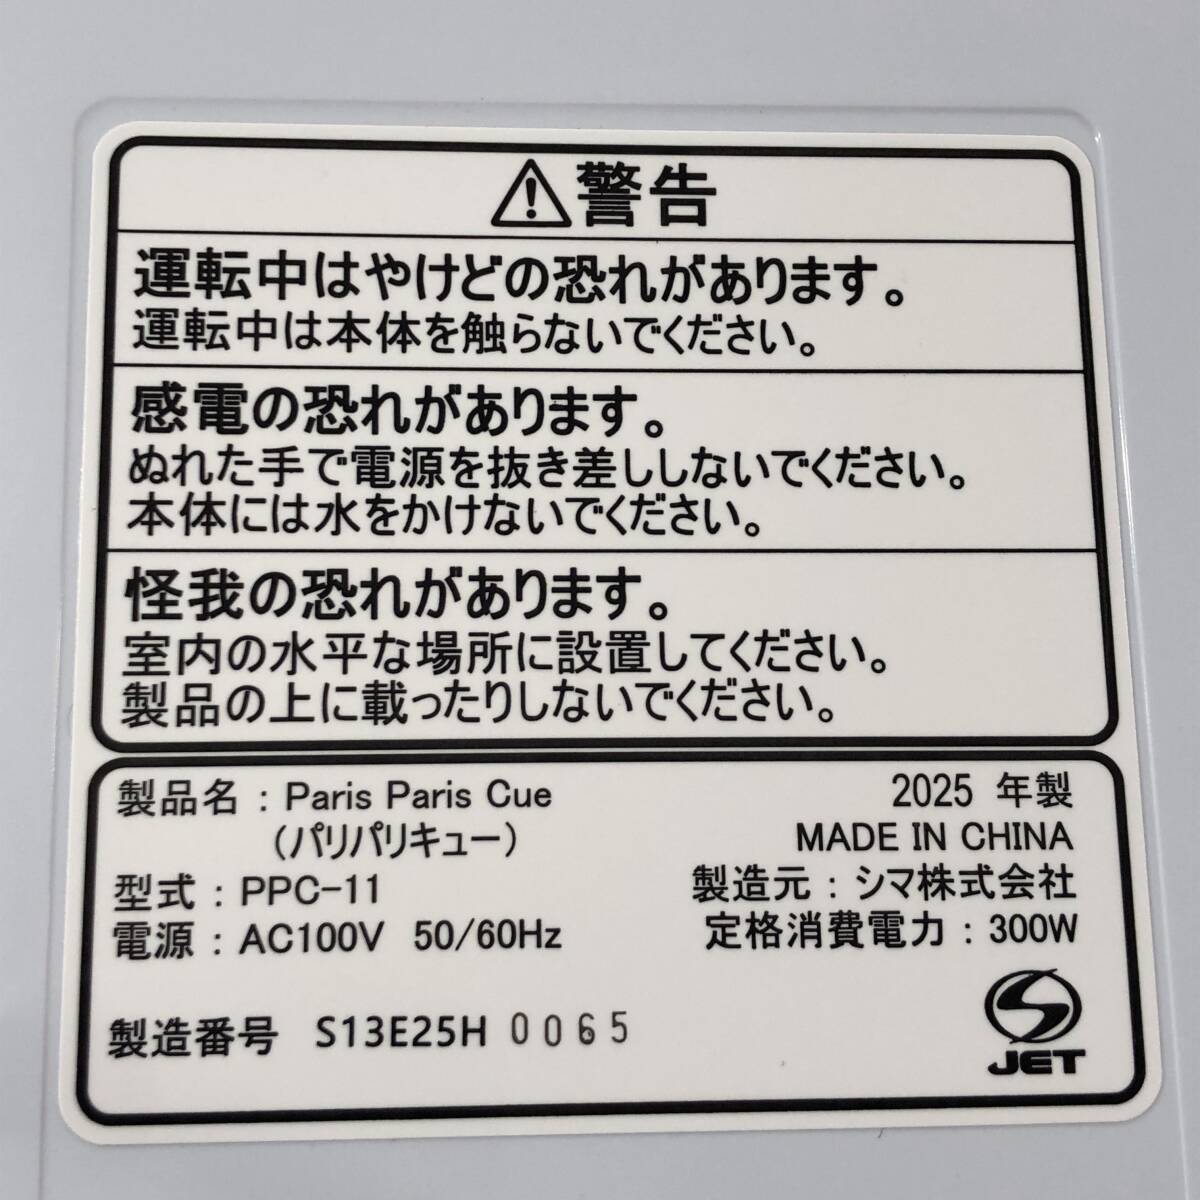 警告
運転中はやけどの恐れがあります。
運転中は本体を触らないでください。
感電の恐れがあります。
ぬれた手で電源を抜き差ししないでください。
本体には水をかけないでください。
怪我の恐れがあります。
室内の水平な場所に設置してください。
製品の上に載ったりしないでください。
製品名：Paris Paris Cue
（パリパリキュー）
型式：PPC-11
電源：AC100V 50/60Hz
製造番号 S13E25H 0065
2025 年製
MADE IN CHINA
製造元：シマ株式会社
定格消費電力：300W
S
JET